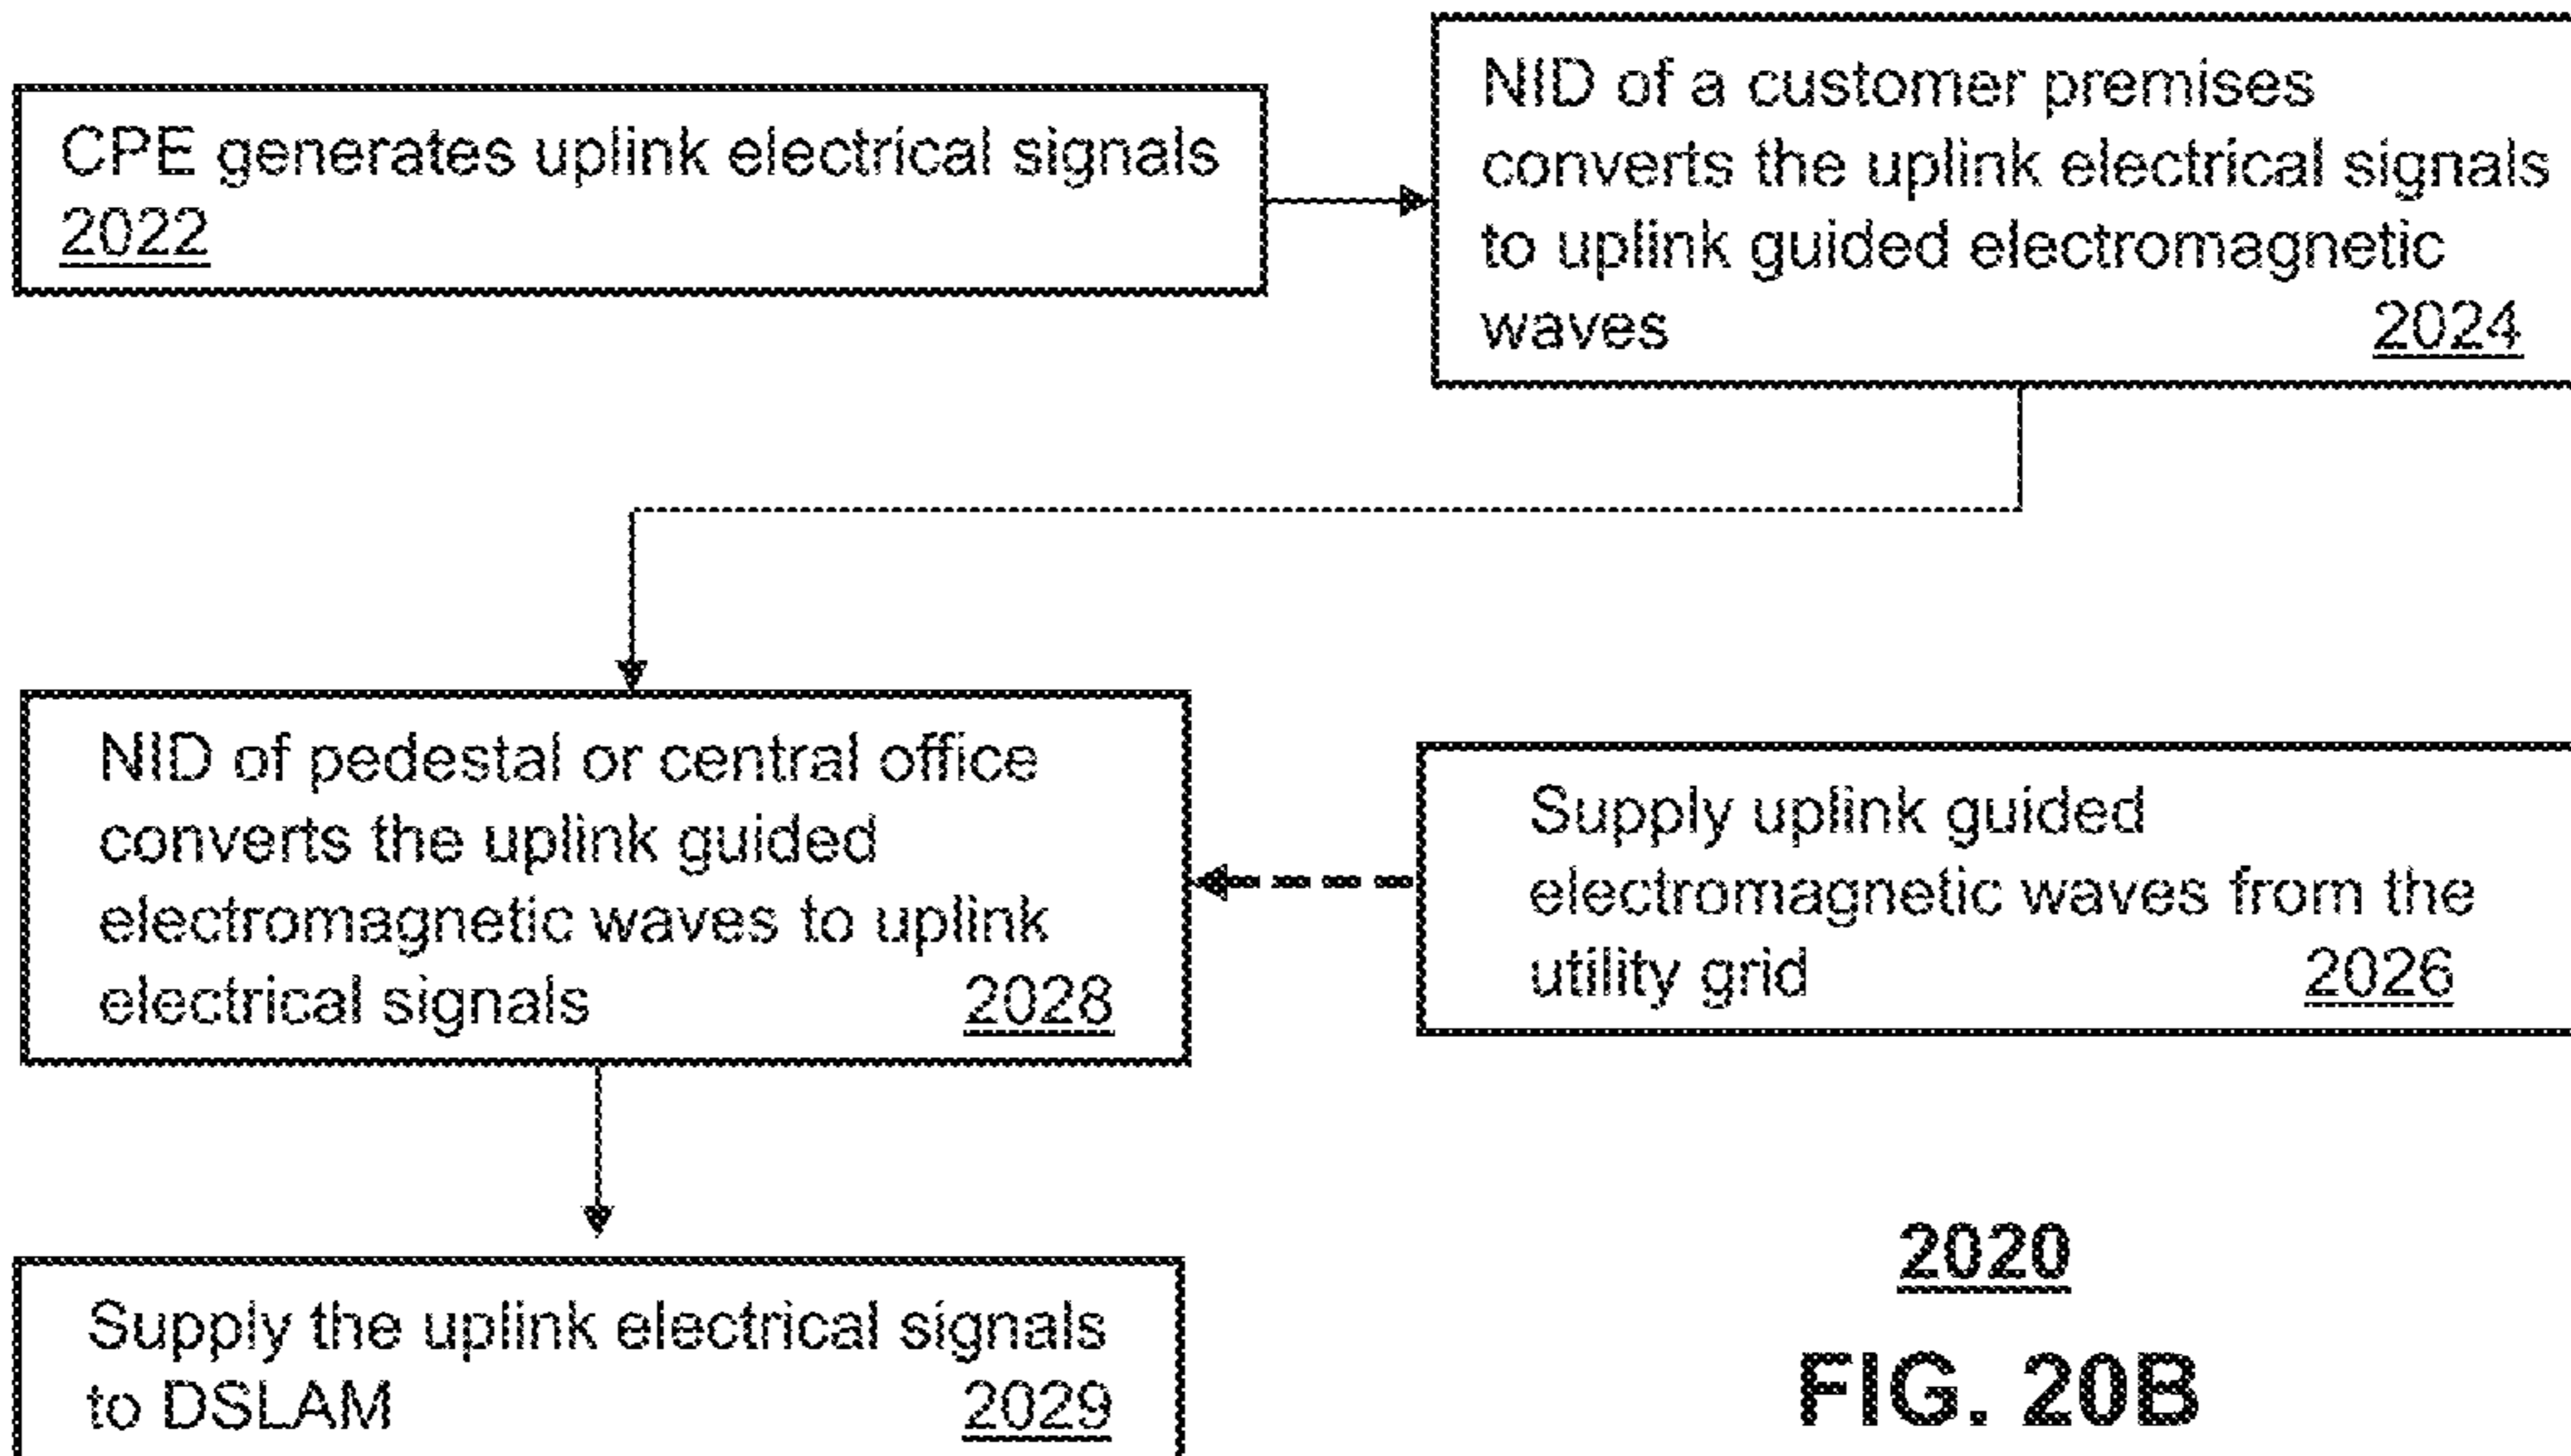 CPE generates uplink electrical signals
2022
NID of a customer premises
converts the uplink electrical signals
to uplink guided electromagnetic
waves 2024
NID of pedestal or central office
converts the uplink guided
electromagnetic waves to uplink
electrical signals 2028
Supply uplink guided
electromagnetic waves from the
utility grid 2026
Supply the uplink electrical signals
to DSLAM 2029
2020
FIG. 20B